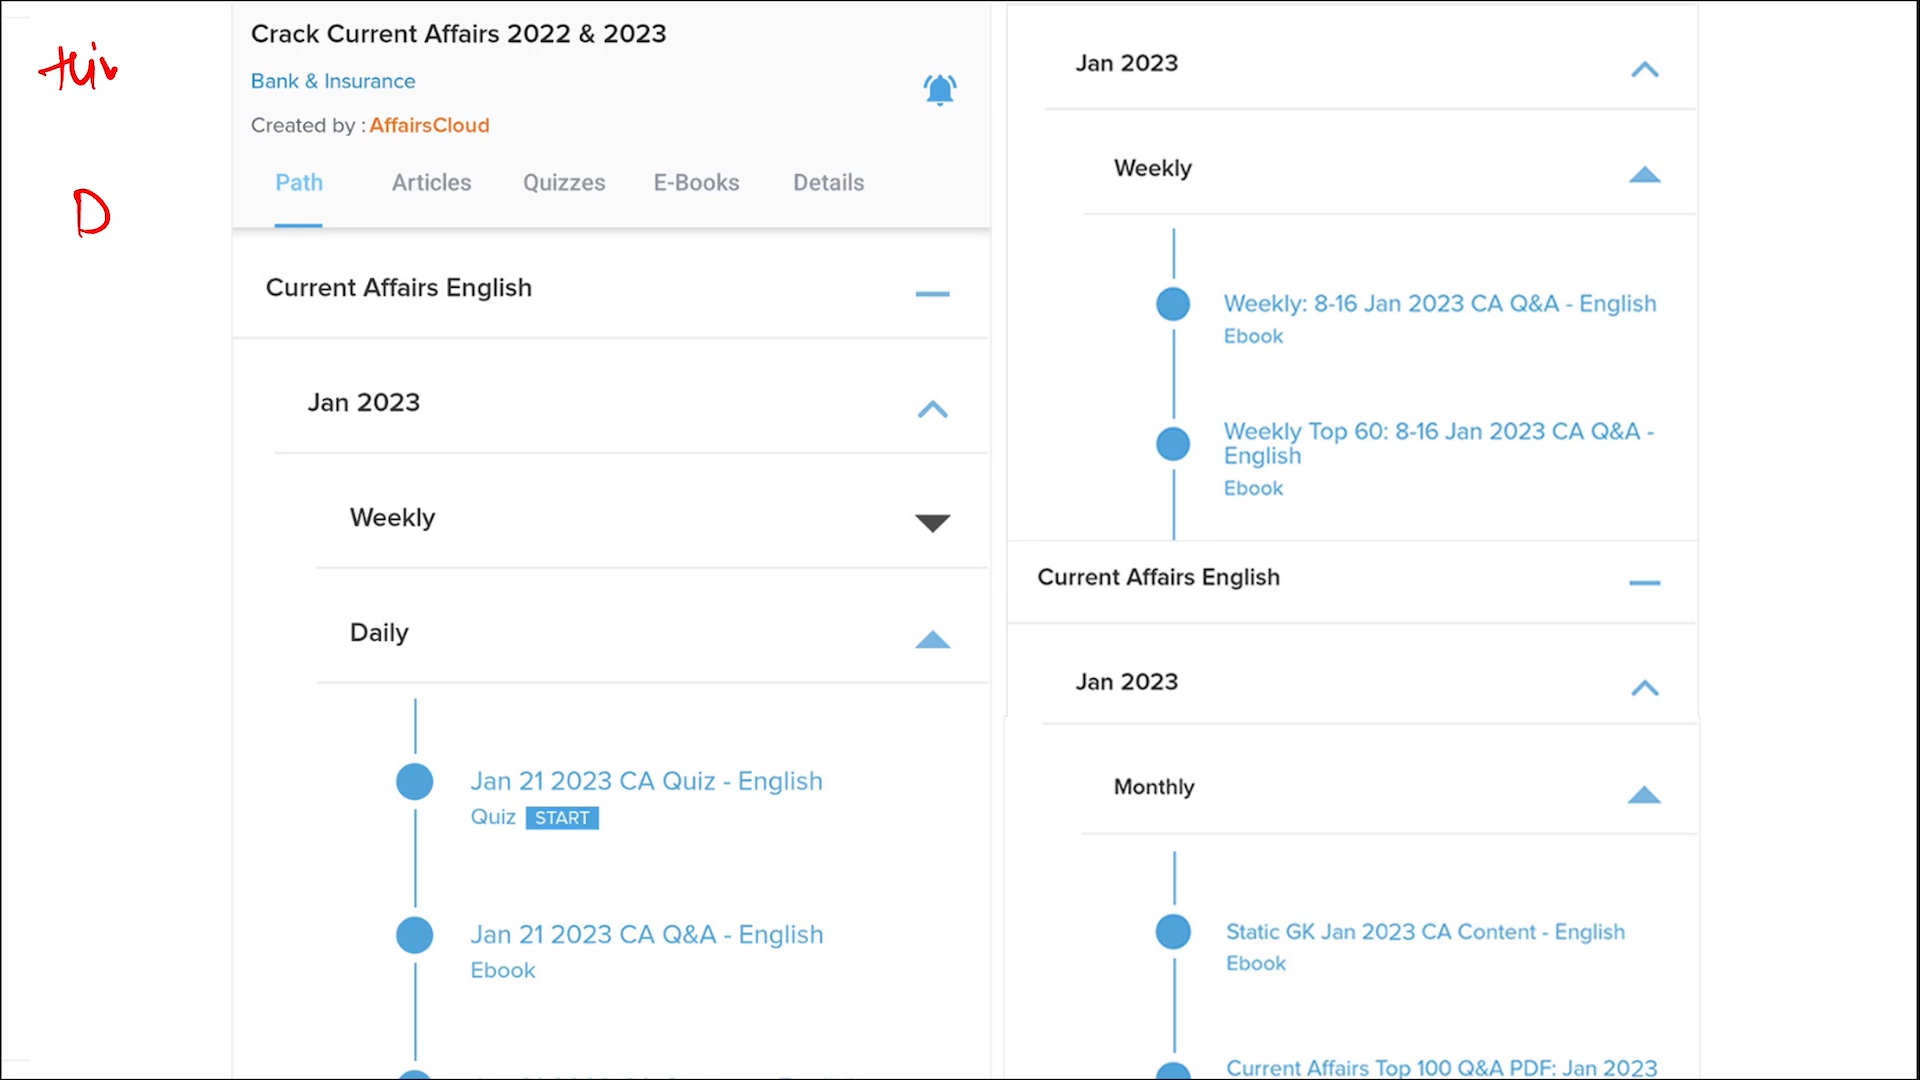 D
Crack Current Affairs 2022 & 2023
Bank & Insurance
Created by : AffairsCloud
Path Articles Quizzes E-Books Details
Current Affairs English
Jan 2023
Weekly
Daily
Jan 21 2023 CA Quiz - English
Quiz START
Jan 21 2023 CA Q&A - English
Ebook
Jan 2023
Weekly
Weekly: 8-16 Jan 2023 CA Q&A - English
Ebook
Weekly Top 60: 8-16 Jan 2023 CA Q&A -
English
Ebook
Current Affairs English
Jan 2023
Monthly
Static GK Jan 2023 CA Content - English
Ebook
Current Affairs Top 100 Q&A PDF: Jan 2023